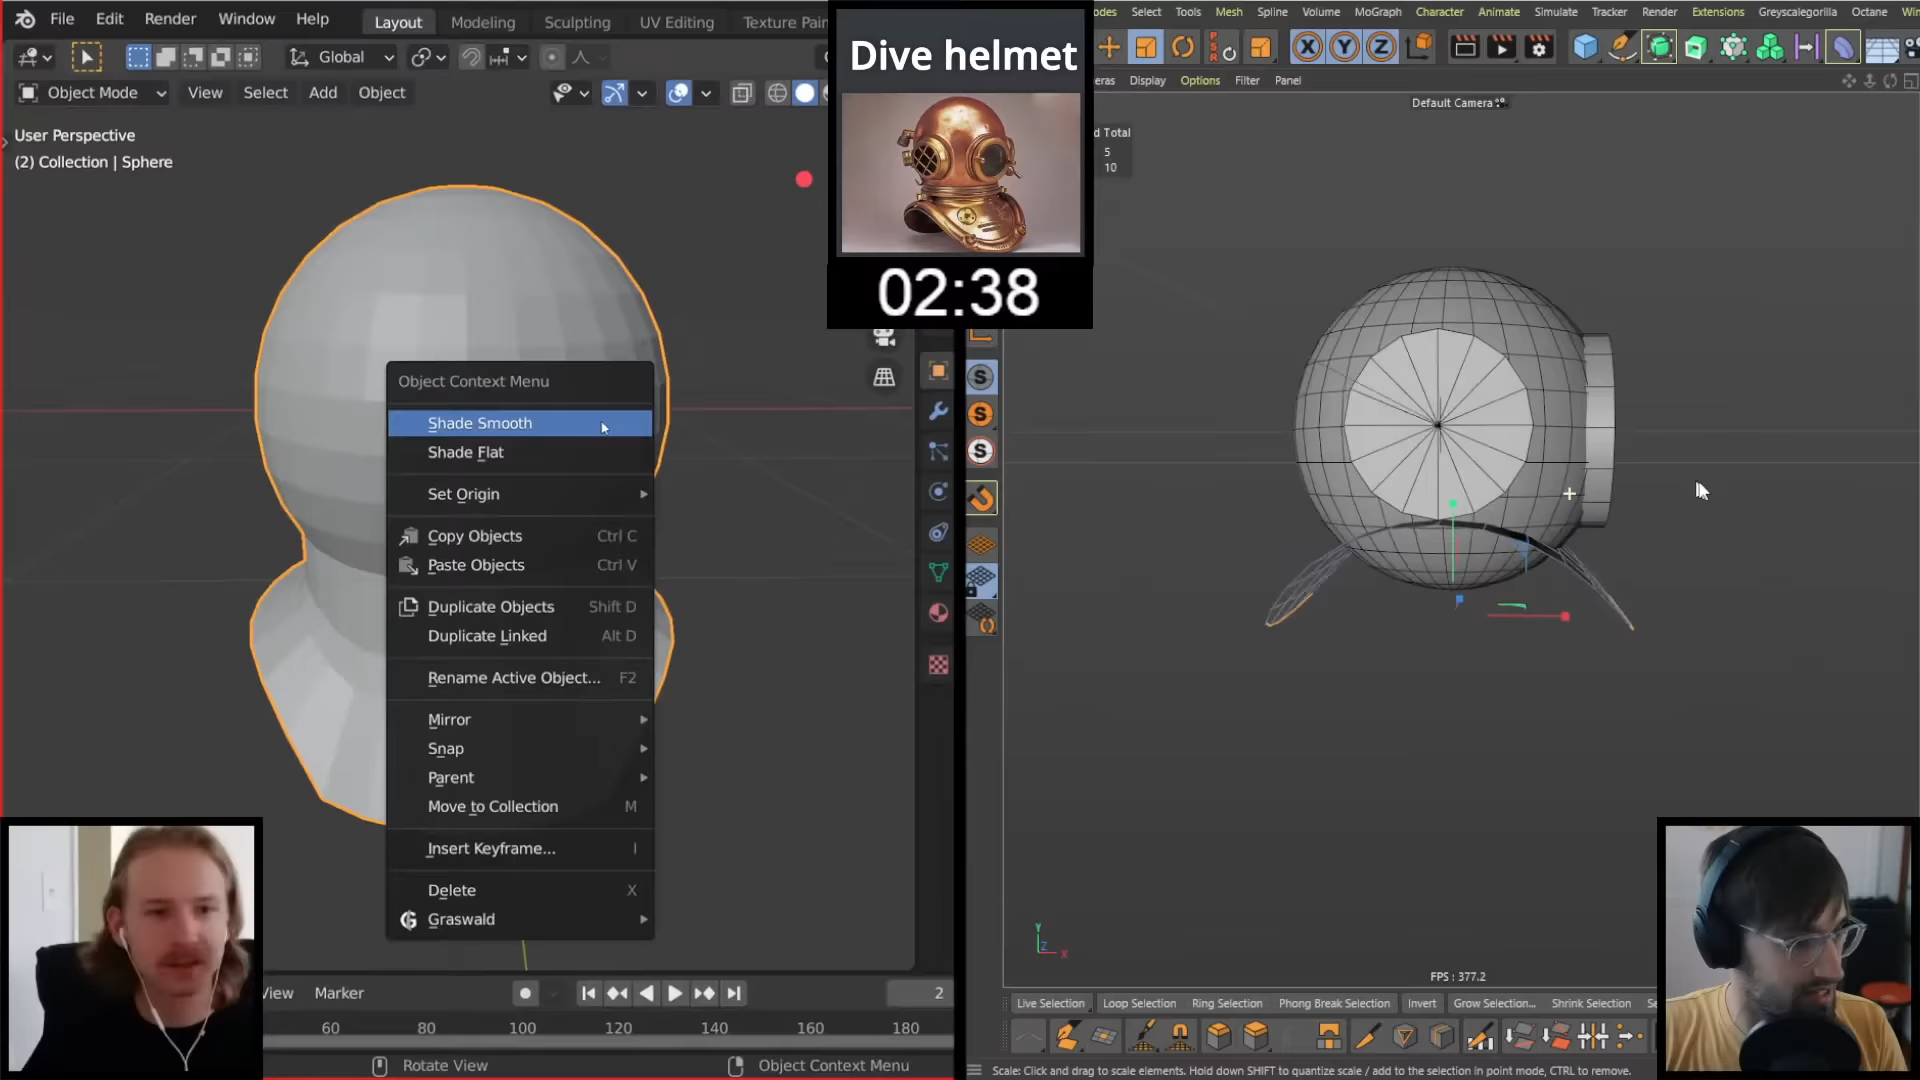 File Edit Render Window Help
Layout Modeling Sculpting UV Editing Texture Pain
Global
Object Mode View Select Add Object
User Perspective
(2) Collection | Sphere
Object Context Menu
Shade Smooth
Shade Flat
Set Origin
Copy Objects Ctrl C
Paste Objects Ctrl V
Duplicate Objects Shift D
Duplicate Linked Alt D
Rename Active Object... F2
Mirror
Snap
Parent
Move to Collection M
Insert Keyframe... I
Delete X
Graswald
View Marker
2
60 80 100 120 140 160 180
Rotate View Object Context Menu
Dive helmet
02:38
odes Select Tools Mesh Spline Volume MoGraph Character Animate Simulate Tracker Render Extensions Greyscalegorilla Octane Win
PSR X Y Z
eras Display Options Filter Panel
Default Camera
d Total
5
10
S
S
S
Y
Z X
FPS : 377.2
Live Selection Loop Selection Ring Selection Phong Break Selection Invert Grow Selection... Shrink Selection Se
Scale: Click and drag to scale elements. Hold down SHIFT to quantize scale / add to the selection in point mode, CTRL to remove.